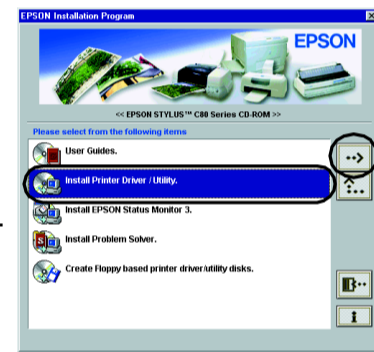 EPSON Installation Program
EPSON
<< EPSON STYLUS™ C80 Series CD-ROM >>
Please select from the following items
User Guides.
Install Printer Driver / Utility.
Install EPSON Status Monitor 3.
Install Problem Solver.
Create Floppy based printer driver/utility disks.